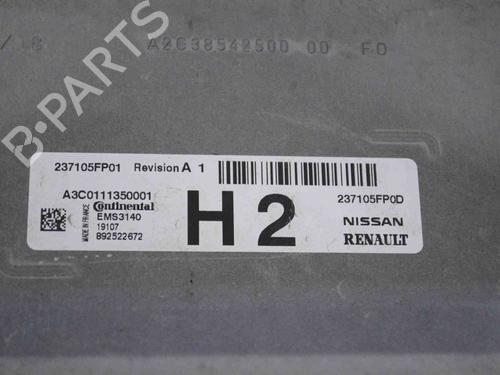 A2C38542500 00 FD
B-PARTS
237105FP01 Revision A 1
A3C0111350001
Continental
EMS3140
19107
892522672
MADE IN FRANCE
H2
237105FP0D
NISSAN
RENAULT